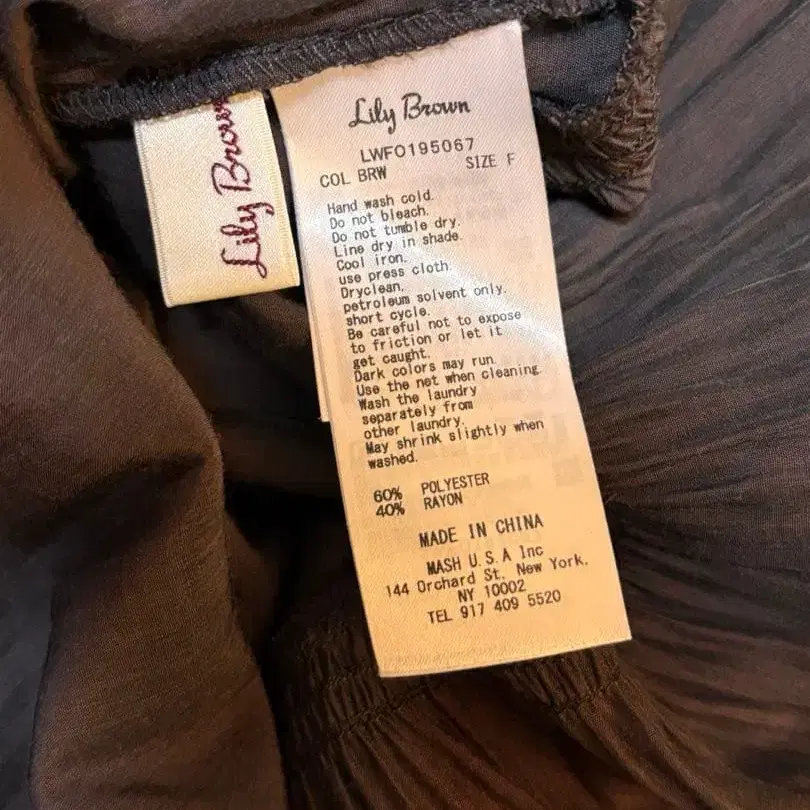 Lily Brown
Lily Brown
LWFO195067
COL BRW SIZE F
Hand wash cold.
Do not bleach.
Do not tumble dry.
Line dry in shade.
Cool iron.
use press cloth.
Dryclean.
petroleum solvent only.
short cycle.
Be careful not to expose
to friction or let it
get caught.
Dark colors may run.
Use the net when cleaning.
Wash the laundry
separately from
other laundry.
May shrink slightly when
washed.
60% POLYESTER
40% RAYON
MADE IN CHINA
MASH U.S.A Inc
144 Orchard St, New York,
NY 10002
TEL 917 409 5520